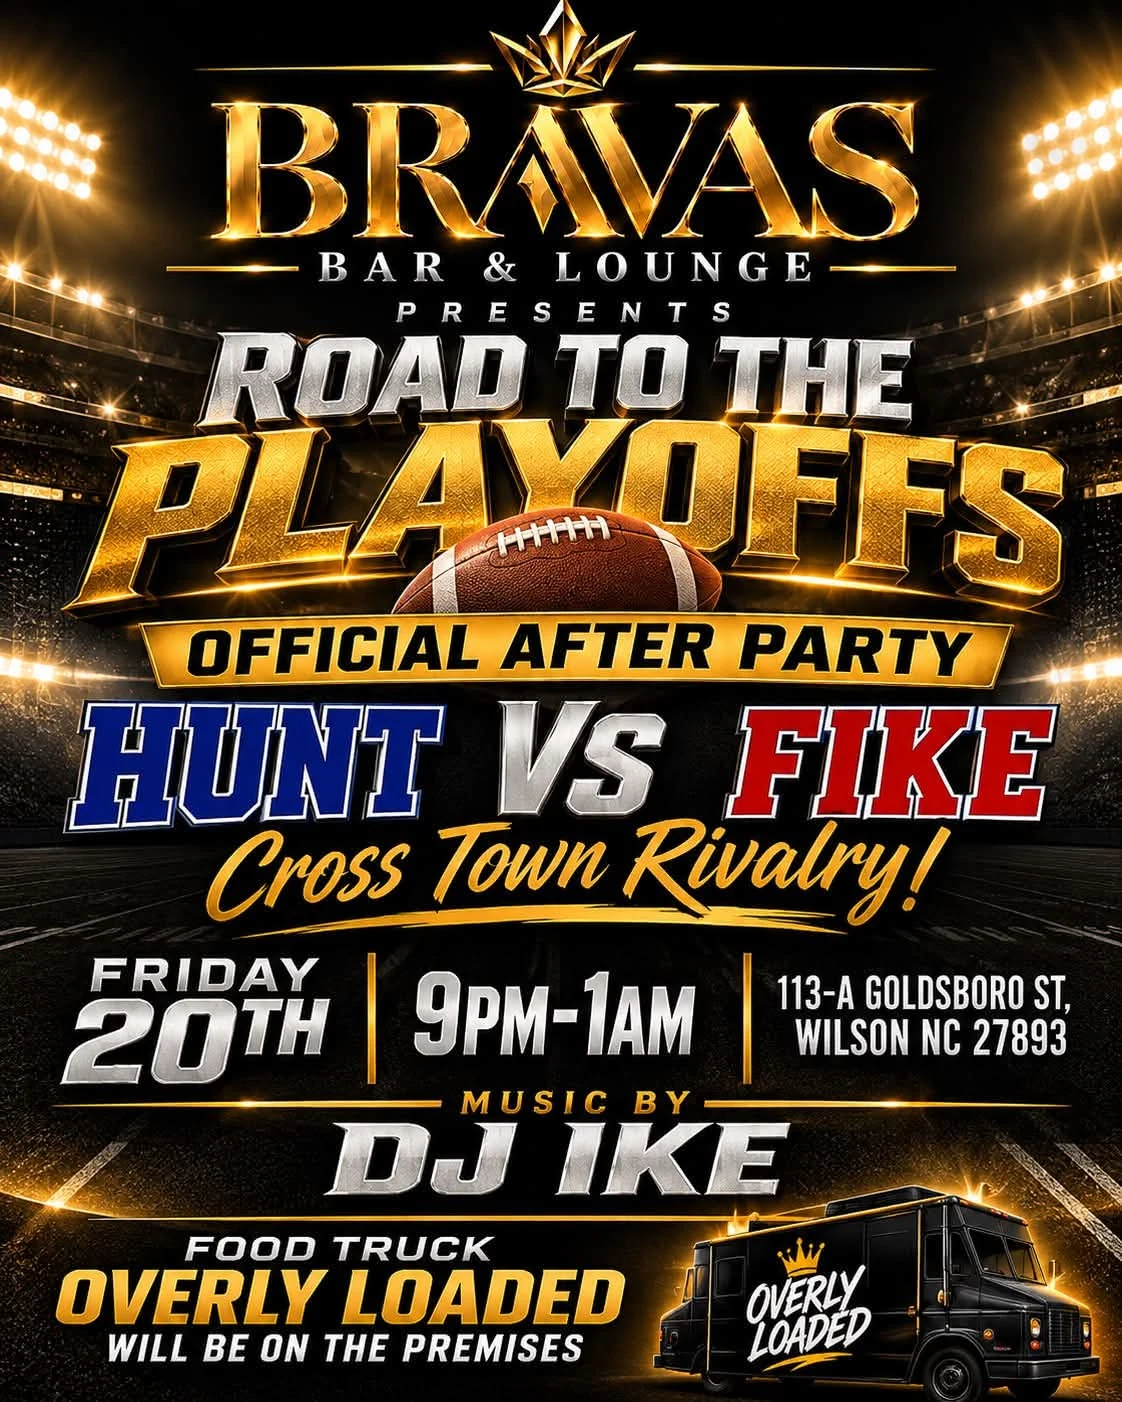 BRAVAS
BAR & LOUNGE
PRESENTS
ROAD TO THE
PLAYOFFS
OFFICIAL AFTER PARTY
HUNT Vs FIKE
Cross Town Rivalry!
FRIDAY
20TH
9PM-1AM
113-A GOLDSBORO ST,
WILSON NC 27893
MUSIC BY
DJ IKE
FOOD TRUCK
OVERLY LOADED
WILL BE ON THE PREMISES
OVERLY
LOADED